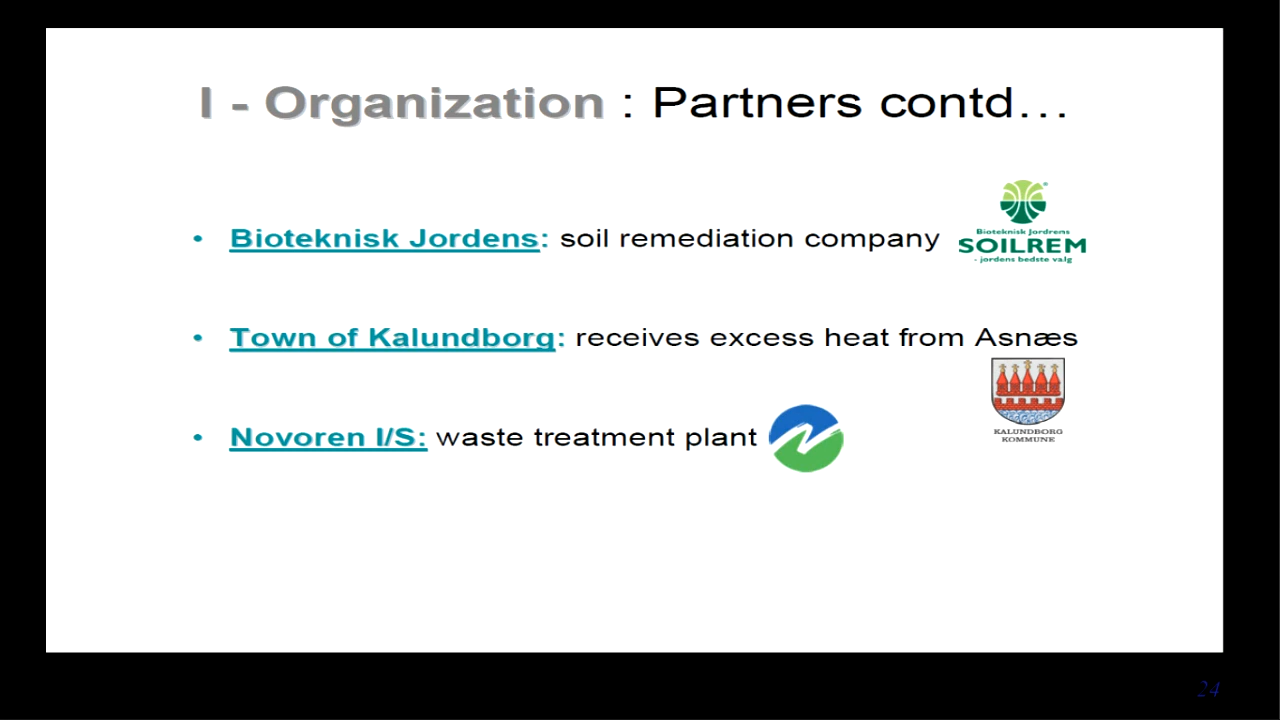 I - Organization : Partners contd…
• Bioteknisk Jordens: soil remediation company
Bioteknisk Jordrens
SOILREM
- jordens bedste valg
• Town of Kalundborg: receives excess heat from Asnæs
KALUNDBORG
KOMMUNE
• Novoren I/S: waste treatment plant
24